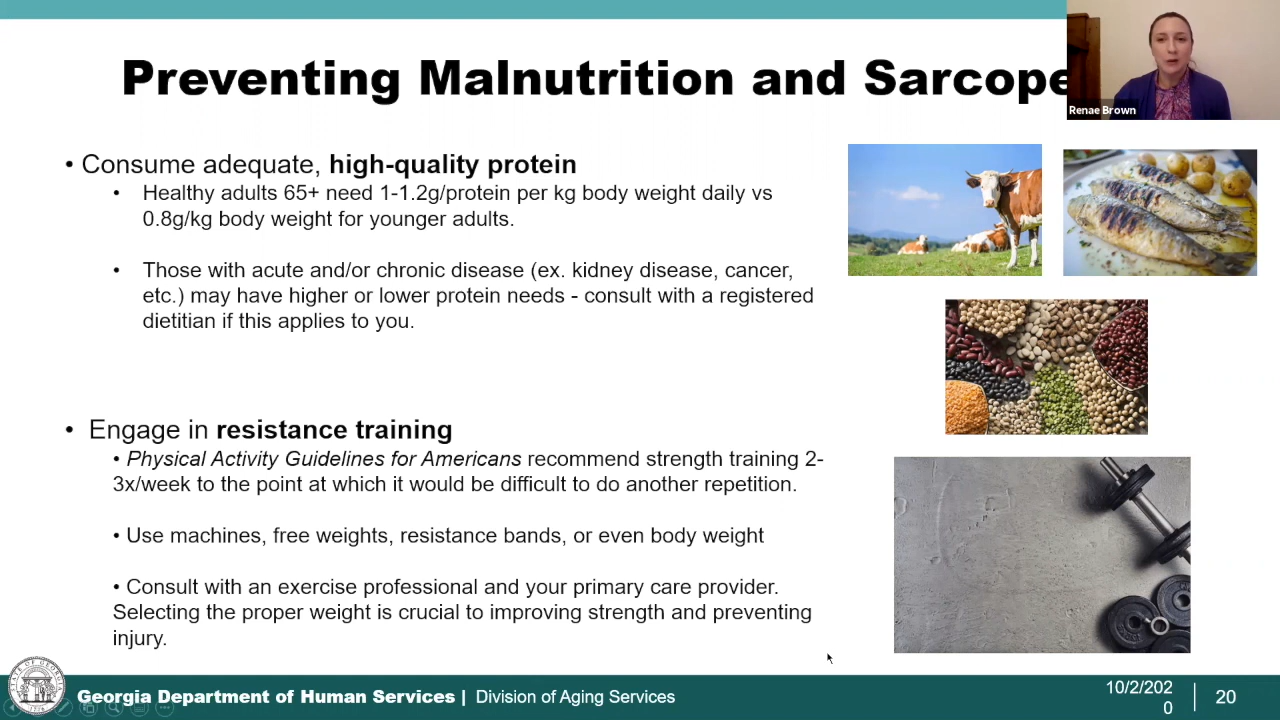 Preventing Malnutrition and Sarcope
Renae Brown
• Consume adequate, high-quality protein
• Healthy adults 65+ need 1-1.2g/protein per kg body weight daily vs
0.8g/kg body weight for younger adults.
• Those with acute and/or chronic disease (ex. kidney disease, cancer,
etc.) may have higher or lower protein needs - consult with a registered
dietitian if this applies to you.
• Engage in resistance training
• Physical Activity Guidelines for Americans recommend strength training 2-
3x/week to the point at which it would be difficult to do another repetition.
• Use machines, free weights, resistance bands, or even body weight
• Consult with an exercise professional and your primary care provider.
Selecting the proper weight is crucial to improving strength and preventing
injury.
Georgia Department of Human Services | Division of Aging Services
10/2/202
0
20